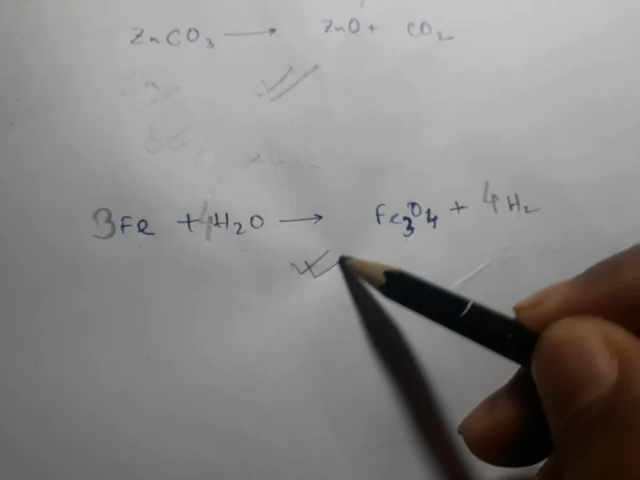 ZnCO₃ → ZnO + CO₂
3Fe + 4H₂O → Fe₃O₄ + 4H₂